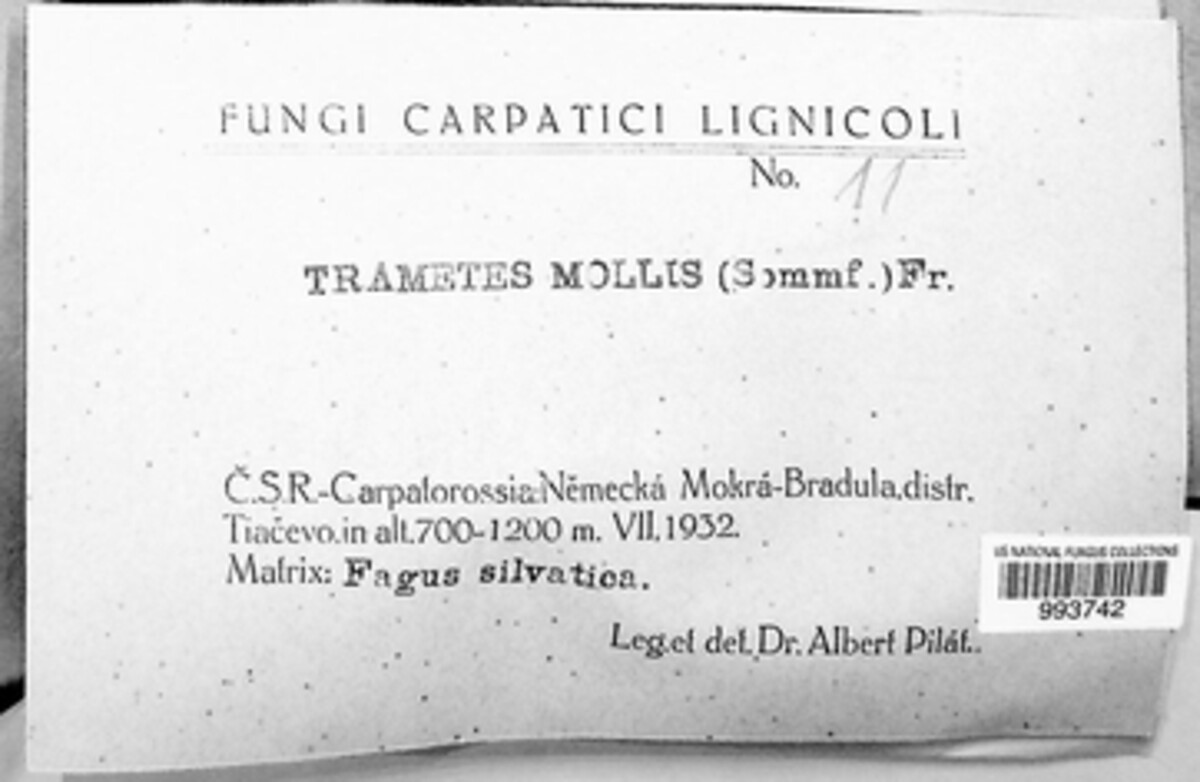 FUNGI CARPATICI LIGNICOLI
No. 11
TRAMETES MOLLIS (Sommf.)Fr.
Č.S.R.-Carpatorossia:Německá Mokrá-Bradula,distr.
Tiačevo.in alt.700-1200 m. VII.1932.
Matrix: Fagus silvatica.
US NATIONAL FUNGUS COLLECTIONS
993742
Leg.et det.Dr. Albert Pilát.